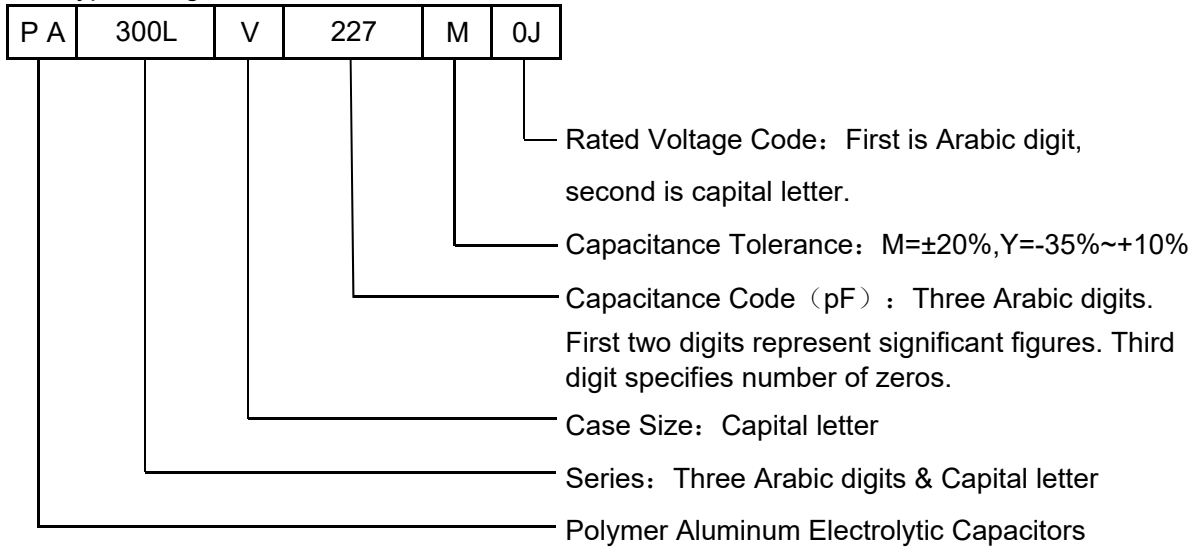 PA 300L V 227 M 0J
Rated Voltage Code：First is Arabic digit,
second is capital letter.
Capacitance Tolerance：M=±20%,Y=-35%~+10%
Capacitance Code（pF）：Three Arabic digits.
First two digits represent significant figures. Third
digit specifies number of zeros.
Case Size：Capital letter
Series：Three Arabic digits & Capital letter
Polymer Aluminum Electrolytic Capacitors